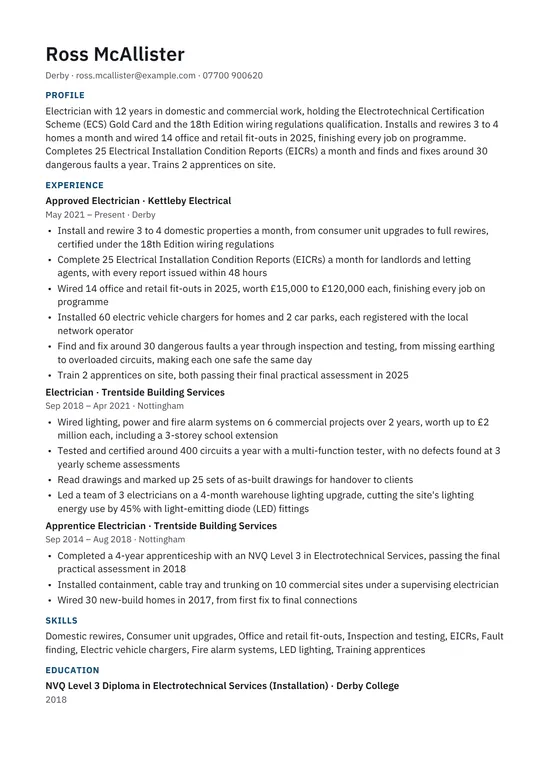 Ross McAllister
Derby · ross.mcallister@example.com · 07700 900620
PROFILE
Electrician with 12 years in domestic and commercial work, holding the Electrotechnical Certification
Scheme (ECS) Gold Card and the 18th Edition wiring regulations qualification. Installs and rewires 3 to 4
homes a month and wired 14 office and retail fit-outs in 2025, finishing every job on programme.
Completes 25 Electrical Installation Condition Reports (EICRs) a month and finds and fixes around 30
dangerous faults a year. Trains 2 apprentices on site.
EXPERIENCE
Approved Electrician · Kettleby Electrical
May 2021 – Present · Derby
• Install and rewire 3 to 4 domestic properties a month, from consumer unit upgrades to full rewires,
certified under the 18th Edition wiring regulations
• Complete 25 Electrical Installation Condition Reports (EICRs) a month for landlords and letting
agents, with every report issued within 48 hours
• Wired 14 office and retail fit-outs in 2025, worth £15,000 to £120,000 each, finishing every job on
programme
• Installed 60 electric vehicle chargers for homes and 2 car parks, each registered with the local
network operator
• Find and fix around 30 dangerous faults a year through inspection and testing, from missing earthing
to overloaded circuits, making each one safe the same day
• Train 2 apprentices on site, both passing their final practical assessment in 2025
Electrician · Trentside Building Services
Sep 2018 – Apr 2021 · Nottingham
• Wired lighting, power and fire alarm systems on 6 commercial projects over 2 years, worth up to £2
million each, including a 3-storey school extension
• Tested and certified around 400 circuits a year with a multi-function tester, with no defects found at 3
yearly scheme assessments
• Read drawings and marked up 25 sets of as-built drawings for handover to clients
• Led a team of 3 electricians on a 4-month warehouse lighting upgrade, cutting the site's lighting
energy use by 45% with light-emitting diode (LED) fittings
Apprentice Electrician · Trentside Building Services
Sep 2014 – Aug 2018 · Nottingham
• Completed a 4-year apprenticeship with an NVQ Level 3 in Electrotechnical Services, passing the final
practical assessment in 2018
• Installed containment, cable tray and trunking on 10 commercial sites under a supervising electrician
• Wired 30 new-build homes in 2017, from first fix to final connections
SKILLS
Domestic rewires, Consumer unit upgrades, Office and retail fit-outs, Inspection and testing, EICRs, Fault
finding, Electric vehicle chargers, Fire alarm systems, LED lighting, Training apprentices
EDUCATION
NVQ Level 3 Diploma in Electrotechnical Services (Installation) · Derby College
2018